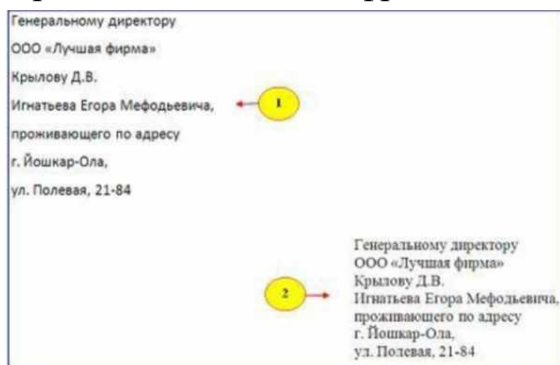 Генеральному директору
ООО «Лучшая фирма»
Крылову Д.В.
Игнатьева Егора Мефодьевича,
1
проживающего по адресу
г. Йошкар-Ола,
ул. Полевая, 21-84
Генеральному директору
ООО «Лучшая фирма»
Крылову Д.В.
2
Игнатьева Егора Мефодьевича,
проживающего по адресу
г. Йошкар-Ола,
ул. Полевая, 21-84